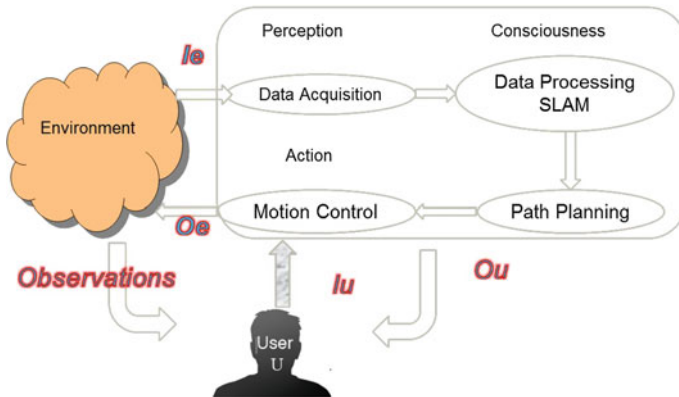 Perception
Consciousness
Ie
Data Acquisition
Data Processing
SLAM
Environment
Action
Oe
Motion Control
Path Planning
Observations
Iu
Ou
User
U